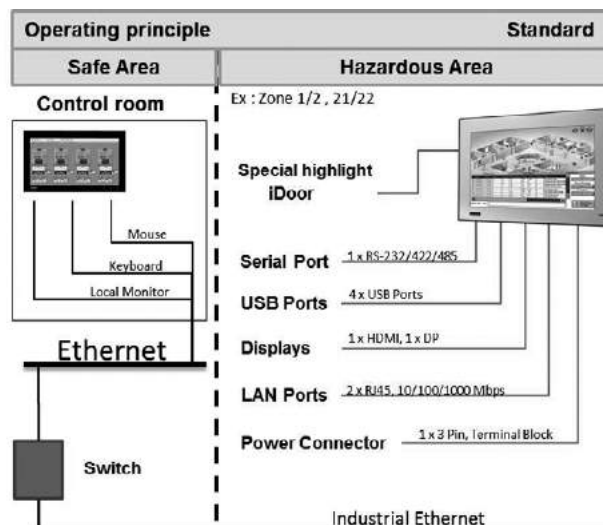 Operating principle Standard
Safe Area Hazardous Area
Control room
Ex : Zone 1/2 , 21/22
Special highlight
iDoor
Mouse
Keyboard
Local Monitor
Serial Port 1 x RS-232/422/485
USB Ports 4 x USB Ports
Ethernet
Displays 1 x HDMI, 1 x DP
LAN Ports 2 x RJ45, 10/100/1000 Mbps
Power Connector 1 x 3 Pin, Terminal Block
Switch
Industrial Ethernet